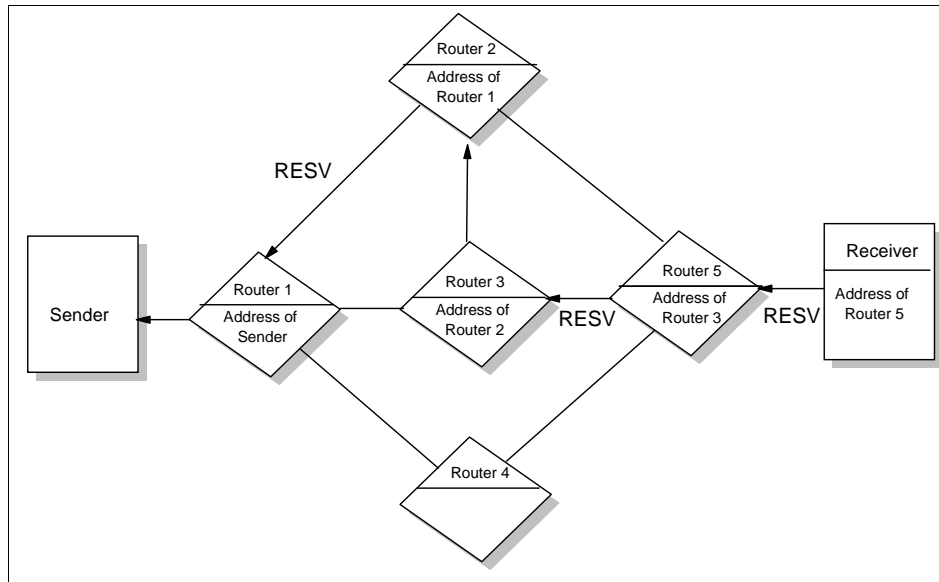 Router 2
Address of
Router 1
RESV
Sender
Router 1
Address of
Sender
Router 3
Address of
Router 2
RESV
Router 5
Address of
Router 3
RESV
Receiver
Address of
Router 5
Router 4